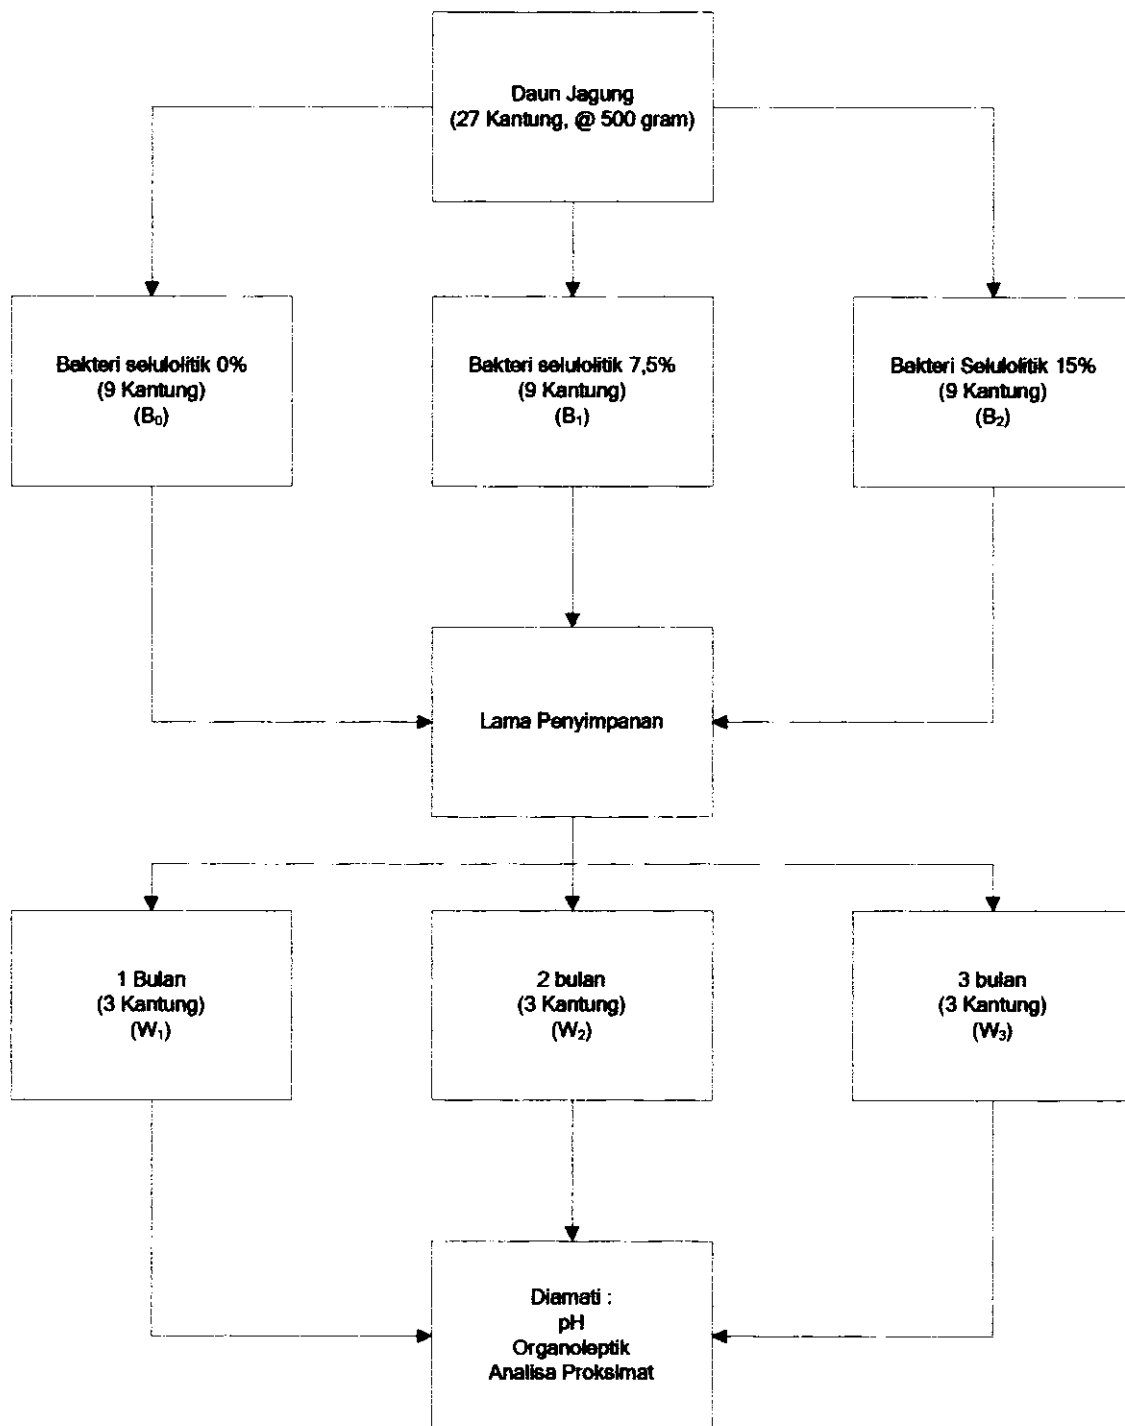 Daun Jagung
(27 Kantung, @ 500 gram)
Bakteri selulolitik 0%
(9 Kantung)
(B₀)
Bakteri selulolitik 7,5%
(9 Kantung)
(B₁)
Bakteri Selulolitik 15%
(9 Kantung)
(B₂)
Lama Penyimpanan
1 Bulan
(3 Kantung)
(W₁)
2 bulan
(3 Kantung)
(W₂)
3 bulan
(3 Kantung)
(W₃)
Diamati :
pH
Organoleptik
Analisa Proksimat